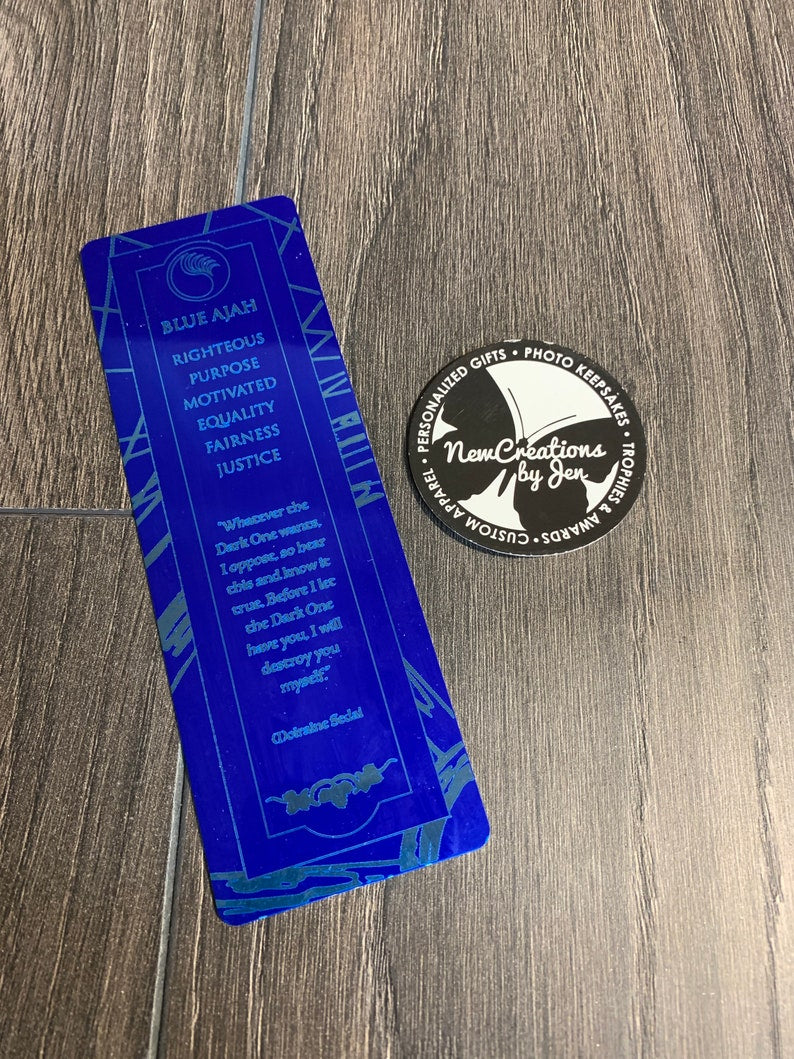 BLUE AJAH
RIGHTEOUS
PURPOSE
MOTIVATED
EQUALITY
FAIRNESS
JUSTICE
"Whatever the
Dark One wants,
I oppose, so hear
this and know it
true. Before I let
the Dark One
have you, I will
destroy you
myself."
Moiraine Sedai
• PERSONALIZED GIFTS • PHOTO KEEPSAKES • TROPHIES & AWARDS • CUSTOM APPAREL
NewCreations
by Jen